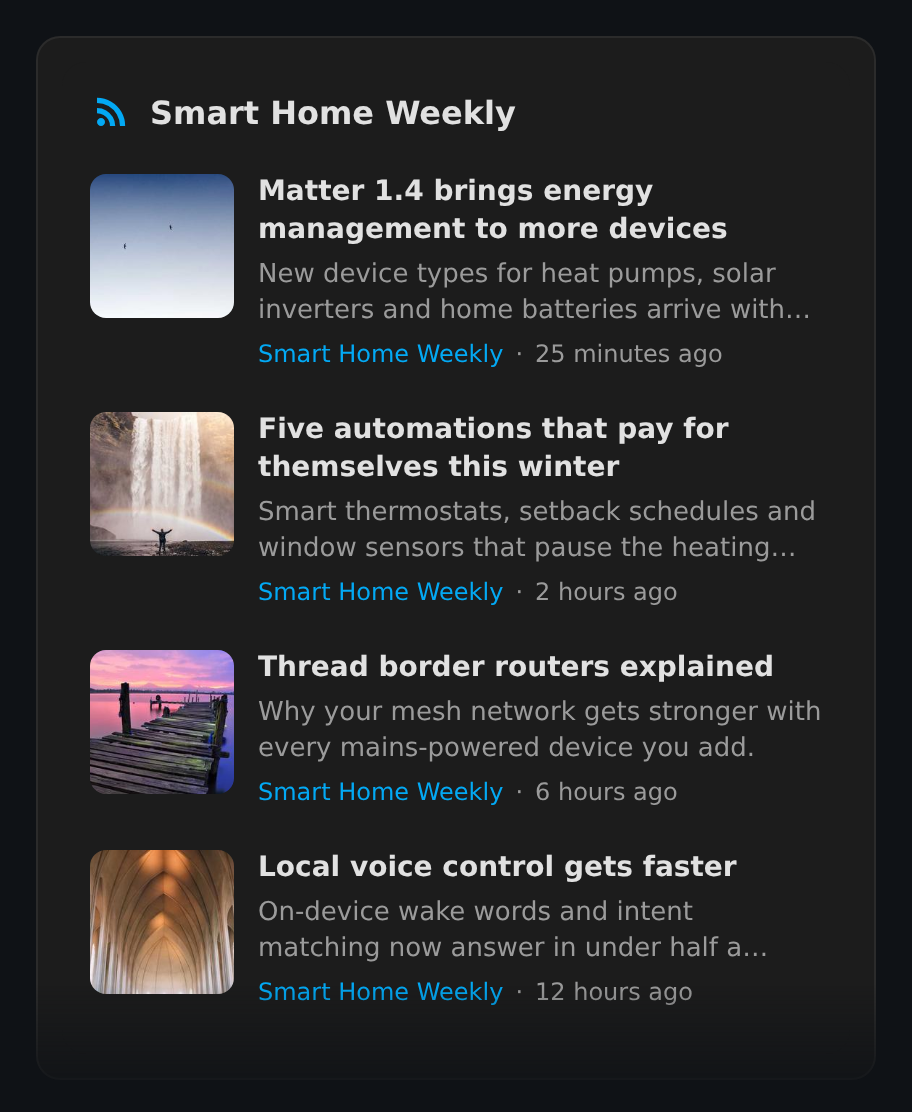 Smart Home Weekly
Matter 1.4 brings energy
management to more devices
New device types for heat pumps, solar
inverters and home batteries arrive with…
Smart Home Weekly · 25 minutes ago
Five automations that pay for
themselves this winter
Smart thermostats, setback schedules and
window sensors that pause the heating…
Smart Home Weekly · 2 hours ago
Thread border routers explained
Why your mesh network gets stronger with
every mains-powered device you add.
Smart Home Weekly · 6 hours ago
Local voice control gets faster
On-device wake words and intent
matching now answer in under half a…
Smart Home Weekly · 12 hours ago